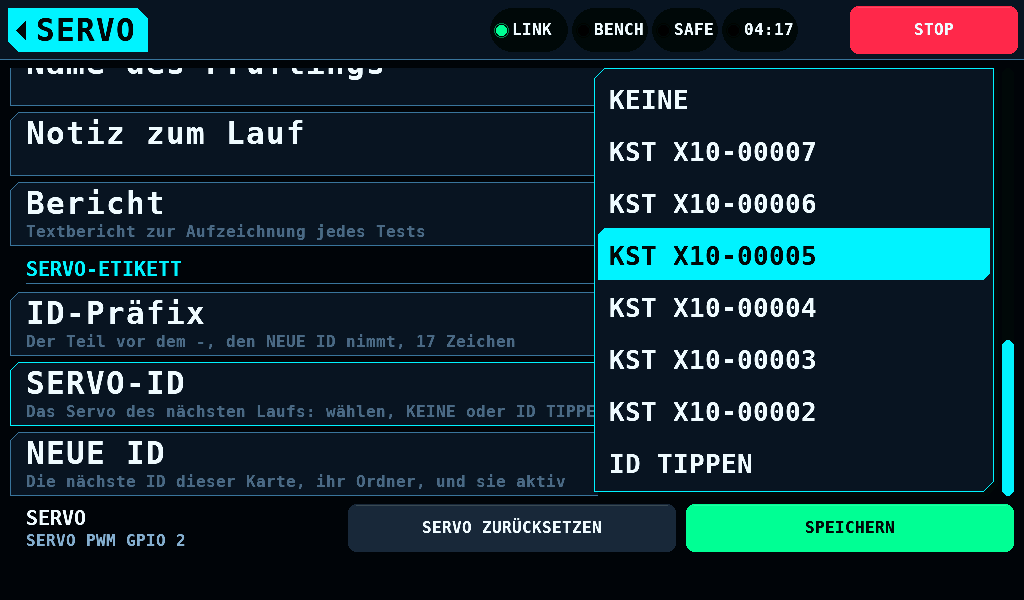 SERVO
LINK
BENCH
SAFE
04:17
STOP
Name des Prüflings
Notiz zum Lauf
Bericht
Textbericht zur Aufzeichnung jedes Tests
SERVO-ETIKETT
ID-Präfix
Der Teil vor dem -, den NEUE ID nimmt, 17 Zeichen
SERVO-ID
Das Servo des nächsten Laufs: wählen, KEINE oder ID TIPPE
NEUE ID
Die nächste ID dieser Karte, ihr Ordner, und sie aktiv
KEINE
KST X10-00007
KST X10-00006
KST X10-00005
KST X10-00004
KST X10-00003
KST X10-00002
ID TIPPEN
SERVO
SERVO PWM GPIO 2
SERVO ZURÜCKSETZEN
SPEICHERN